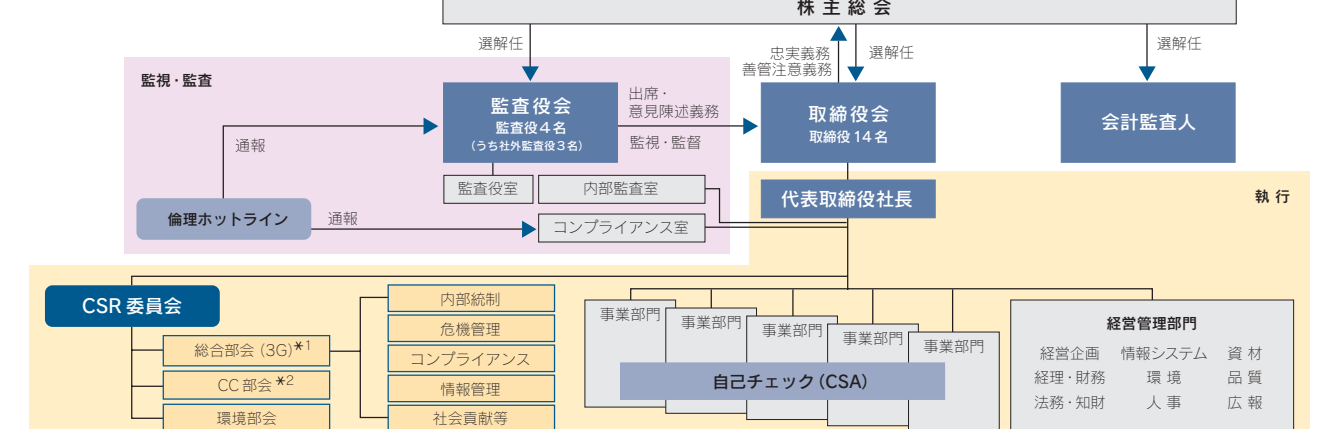 株主総会
選解任
忠実義務
善管注意義務
選解任
選解任
監視・監査
監査役会
監査役4名
(うち社外監査役3名)
出席・
意見陳述義務
監視・監督
取締役会
取締役14名
会計監査人
通報
監査役室
内部監査室
代表取締役社長
執行
倫理ホットライン
通報
コンプライアンス室
CSR委員会
総合部会(3G)*1
CC部会*2
環境部会
内部統制
危機管理
コンプライアンス
情報管理
社会貢献等
事業部門
事業部門
事業部門
事業部門
事業部門
自己チェック(CSA)
経営管理部門
経営企画 情報システム 資材
経理・財務 環境 品質
法務・知財 人事 広報